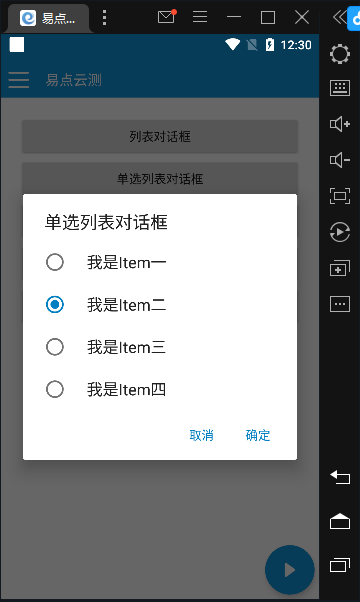 易点...
12:30
易点云测
列表对话框
单选列表对话框
单选列表对话框
我是Item一
我是Item二
我是Item三
我是Item四
取消
确定